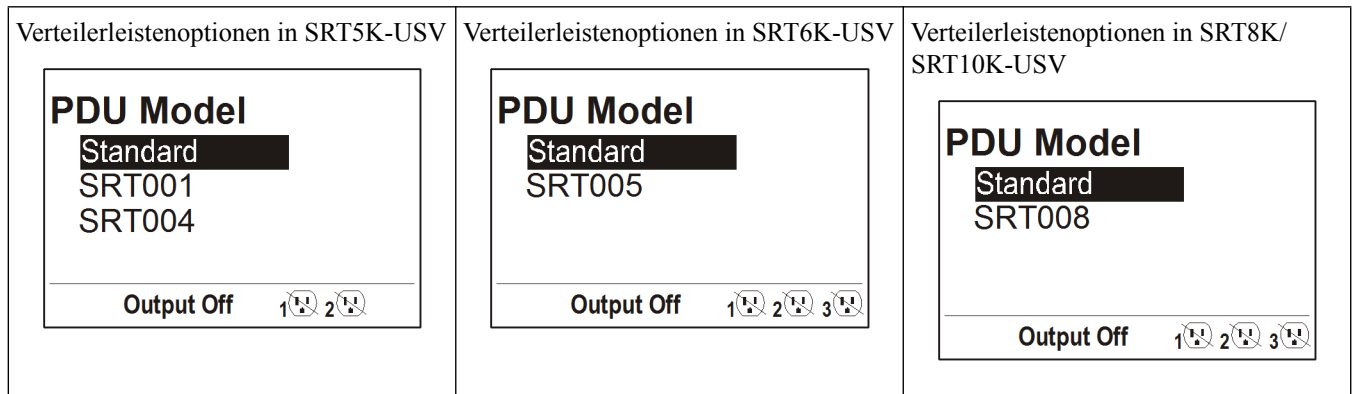 Verteilerleistenoptionen in SRT5K-USV
PDU Model
Standard
SRT001
SRT004
Output Off 1 2
Verteilerleistenoptionen in SRT6K-USV
PDU Model
Standard
SRT005
Output Off 1 2 3
Verteilerleistenoptionen in SRT8K/
SRT10K-USV
PDU Model
Standard
SRT008
Output Off 1 2 3